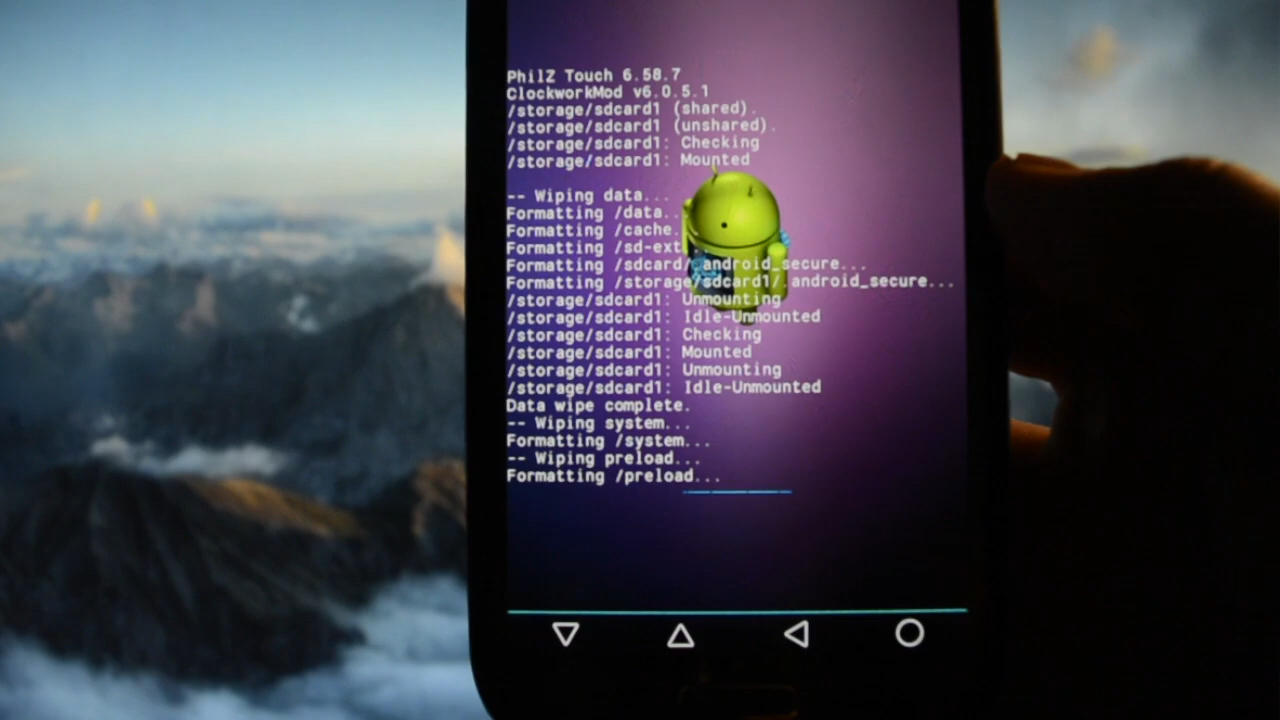 PhilZ Touch 6.58.7
ClockworkMod v6.0.5.1
/storage/sdcard1 (shared).
/storage/sdcard1 (unshared).
/storage/sdcard1: Checking
/storage/sdcard1: Mounted
-- Wiping data...
Formatting /data..
Formatting /cache.
Formatting /sd-ext
Formatting /sdcard/.android_secure...
Formatting /storage/sdcard1/.android_secure...
/storage/sdcard1: Unmounting
/storage/sdcard1: Idle-Unmounted
/storage/sdcard1: Checking
/storage/sdcard1: Mounted
/storage/sdcard1: Unmounting
/storage/sdcard1: Idle-Unmounted
Data wipe complete.
-- Wiping system...
Formatting /system...
-- Wiping preload...
Formatting /preload...